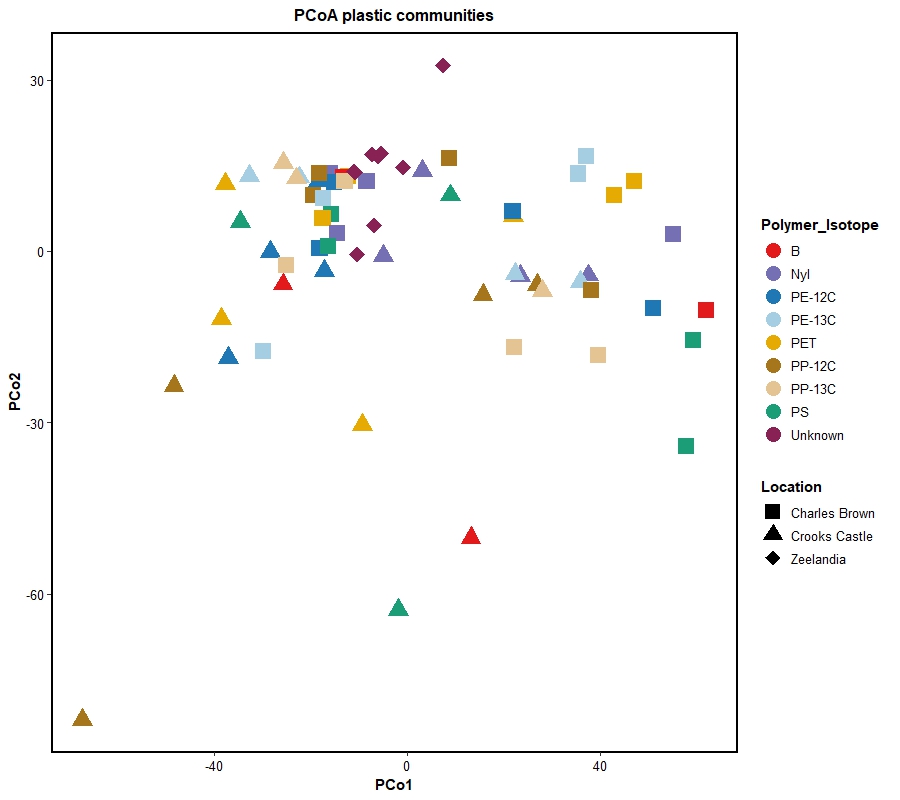 PCoA plastic communities
30
0
-30
-60
PCo2
-40
0
40
PCo1
Polymer_Isotope
B
Nyl
PE-12C
PE-13C
PET
PP-12C
PP-13C
PS
Unknown
Location
Charles Brown
Crooks Castle
Zeelandia